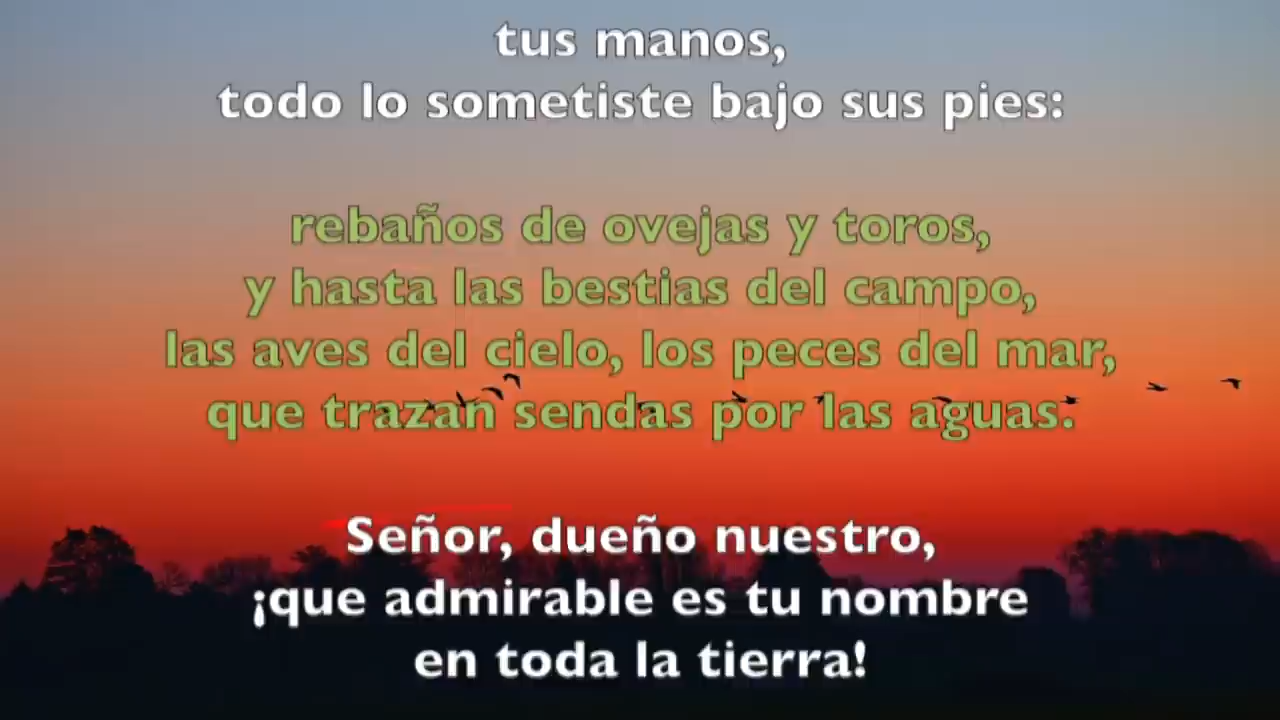 tus manos,
todo lo sometiste bajo sus pies:
rebaños de ovejas y toros,
y hasta las bestias del campo,
las aves del cielo, los peces del mar,
que trazan sendas por las aguas.
Señor, dueño nuestro,
¡que admirable es tu nombre
en toda la tierra!